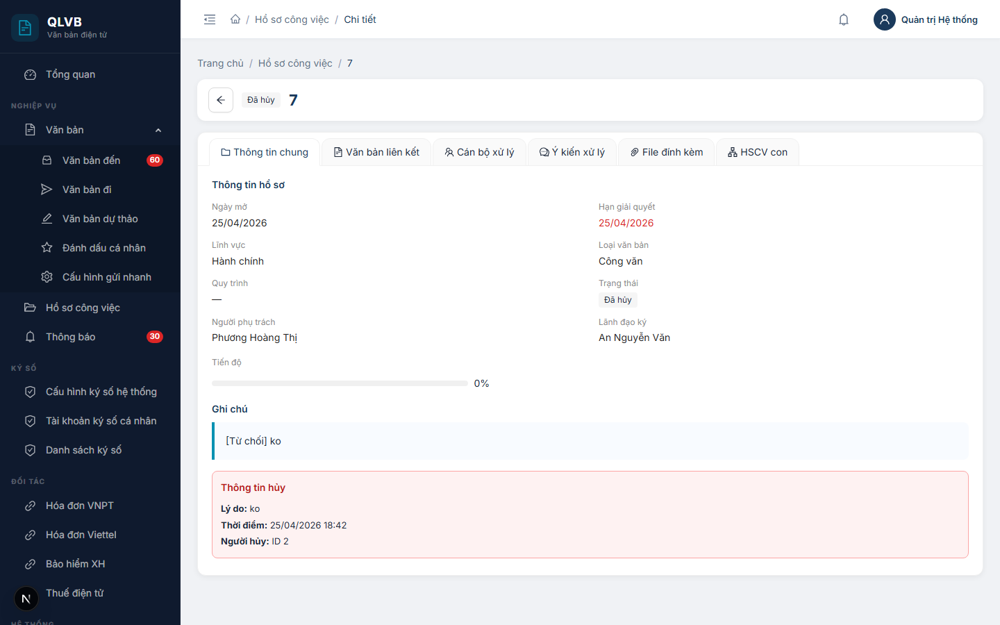 QLVB
Văn bản điện tử
Tổng quan
NGHIỆP VỤ
Văn bản
Văn bản đến 60
Văn bản đi
Văn bản dự thảo
Đánh dấu cá nhân
Cấu hình gửi nhanh
Hồ sơ công việc
Thông báo 30
KÝ SỐ
Cấu hình ký số hệ thống
Tài khoản ký số cá nhân
Danh sách ký số
ĐỐI TÁC
Hóa đơn VNPT
Hóa đơn Viettel
Bảo hiểm XH
N Thuế điện tử
HỆ THỐNG
/ Hồ sơ công việc / Chi tiết
Quản trị Hệ thống
Trang chủ / Hồ sơ công việc / 7
Đã hủy 7
Thông tin chung Văn bản liên kết Cán bộ xử lý Ý kiến xử lý File đính kèm HSCV con
Thông tin hồ sơ
Ngày mở
25/04/2026
Hạn giải quyết
25/04/2026
Lĩnh vực
Hành chính
Loại văn bản
Công văn
Quy trình
—
Trạng thái
Đã hủy
Người phụ trách
Phương Hoàng Thị
Lãnh đạo ký
An Nguyễn Văn
Tiến độ
0%
Ghi chú
[Từ chối] ko
Thông tin hủy
Lý do: ko
Thời điểm: 25/04/2026 18:42
Người hủy: ID 2